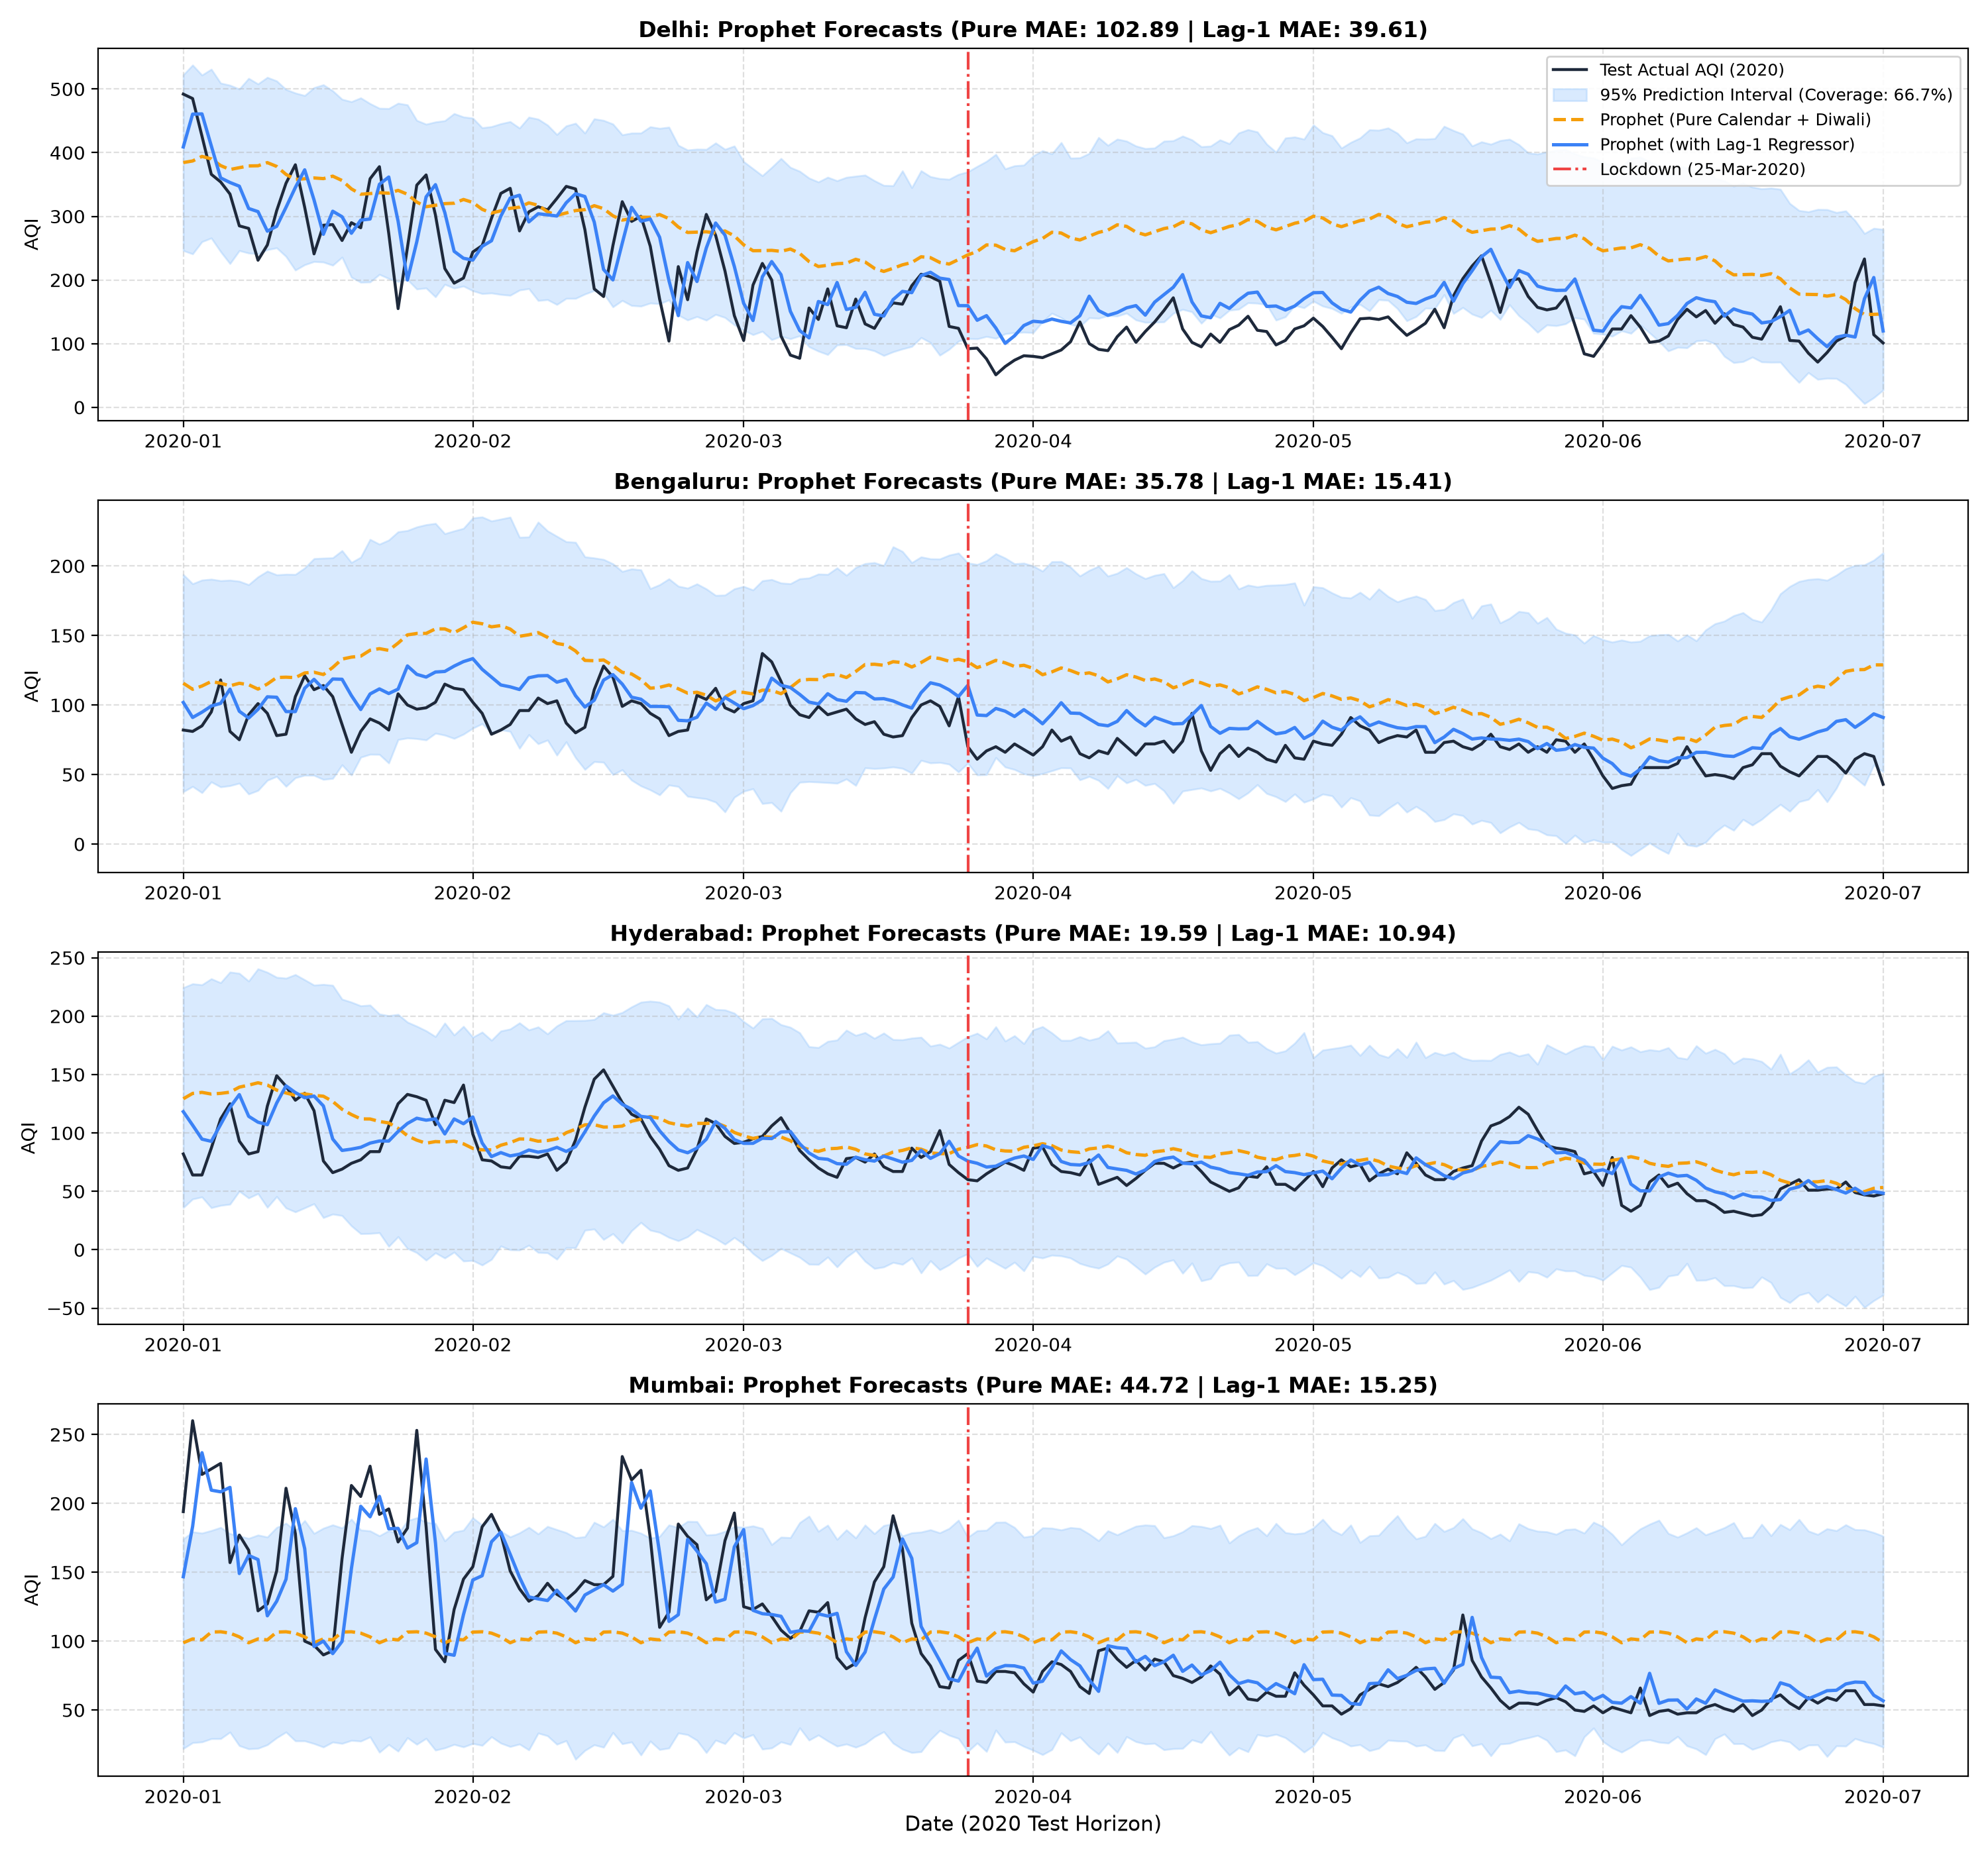 Delhi: Prophet Forecasts (Pure MAE: 102.89 | Lag-1 MAE: 39.61)
Test Actual AQI (2020)
95% Prediction Interval (Coverage: 66.7%)
Prophet (Pure Calendar + Diwali)
Prophet (with Lag-1 Regressor)
Lockdown (25-Mar-2020)
AQI
500
400
300
200
100
0
2020-01 2020-02 2020-03 2020-04 2020-05 2020-06 2020-07
Bengaluru: Prophet Forecasts (Pure MAE: 35.78 | Lag-1 MAE: 15.41)
AQI
200
150
100
50
0
2020-01 2020-02 2020-03 2020-04 2020-05 2020-06 2020-07
Hyderabad: Prophet Forecasts (Pure MAE: 19.59 | Lag-1 MAE: 10.94)
AQI
250
200
150
100
50
0
−50
2020-01 2020-02 2020-03 2020-04 2020-05 2020-06 2020-07
Mumbai: Prophet Forecasts (Pure MAE: 44.72 | Lag-1 MAE: 15.25)
AQI
250
200
150
100
50
2020-01 2020-02 2020-03 2020-04 2020-05 2020-06 2020-07
Date (2020 Test Horizon)